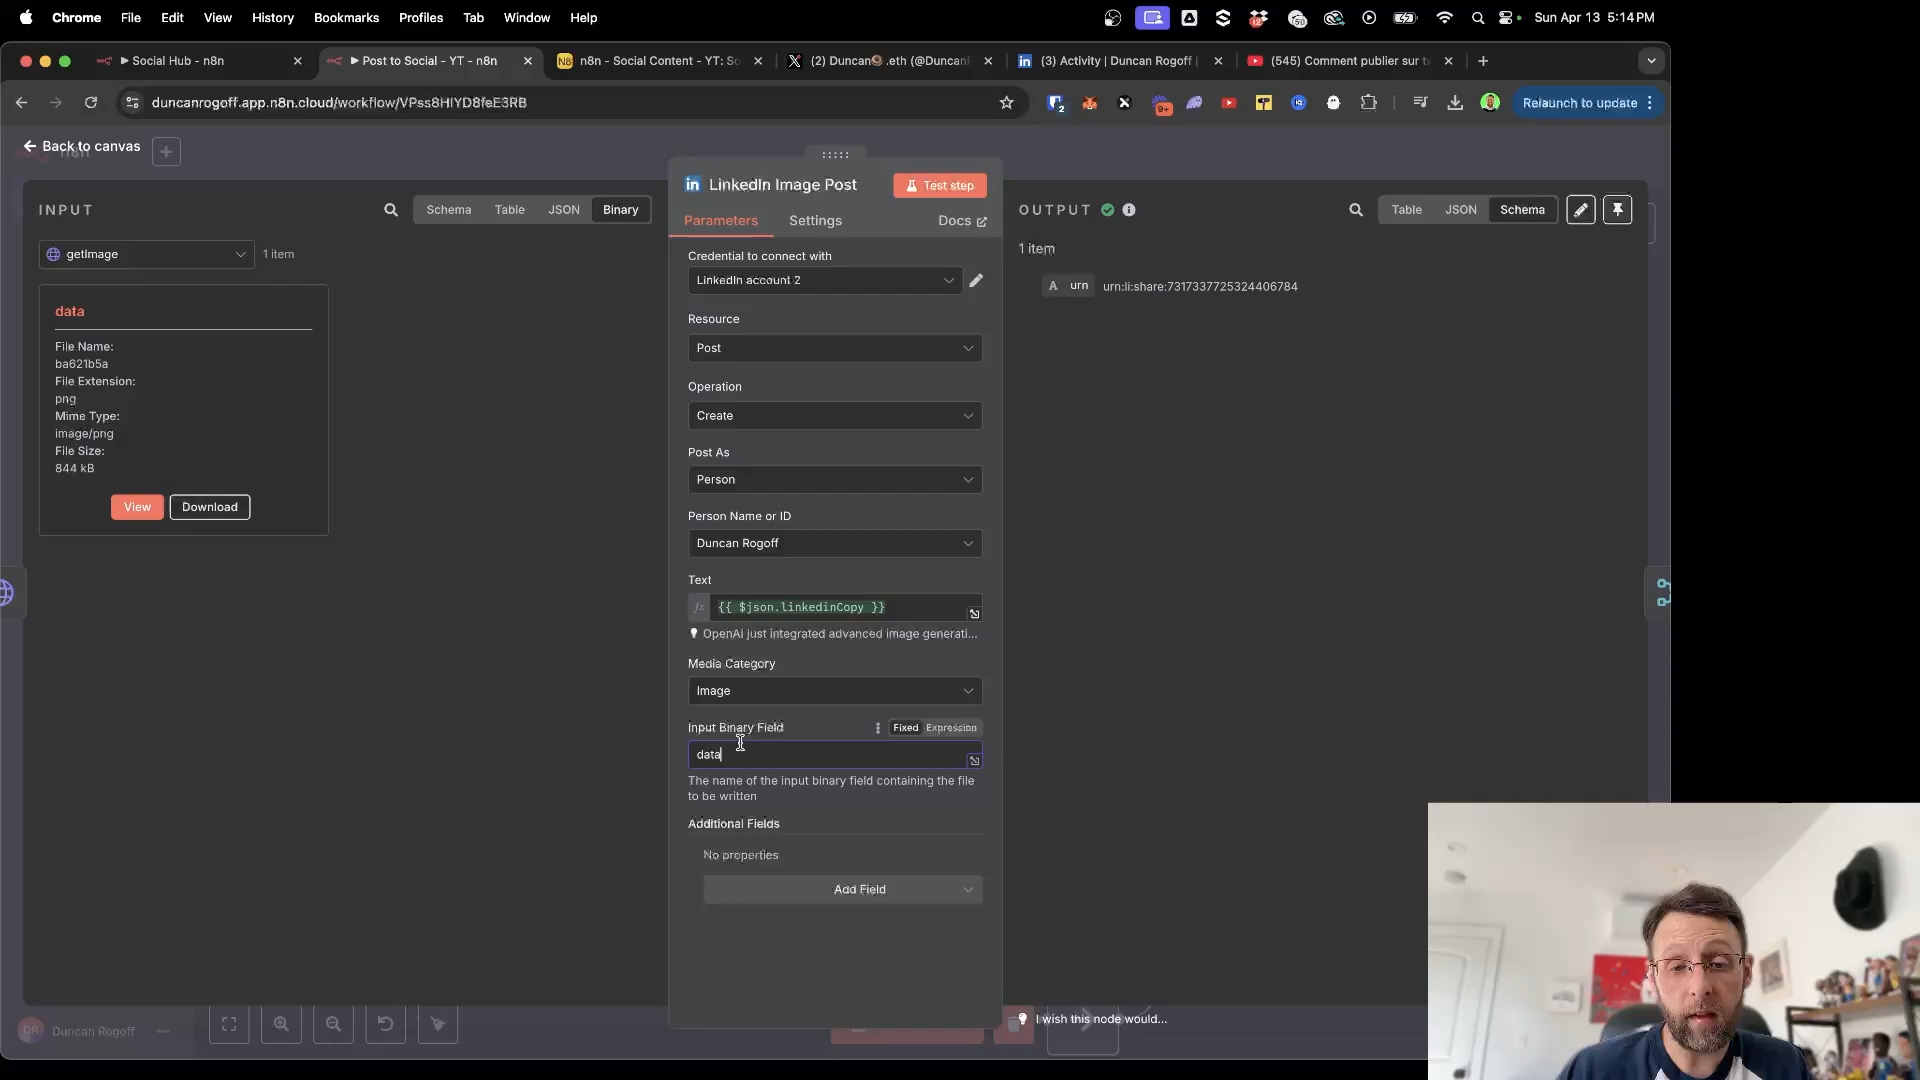 Chrome File Edit View History Bookmarks Profiles Tab Window Help Sun Apr 13 5:14 PM
Social Hub - n8n
Post to Social - YT - n8n
n8n - Social Content - YT: So
(2) Duncan .eth (@Duncan
(3) Activity | Duncan Rogoff |
(545) Comment publier sur tw
duncanrogoff.app.n8n.cloud/workflow/VPss8HIYD8feE3RB
Relaunch to update
Back to canvas
INPUT
Schema Table JSON Binary
getImage
1 item
data
File Name:
ba621b5a
File Extension:
png
Mime Type:
image/png
File Size:
844 kB
View Download
LinkedIn Image Post
Test step
Parameters Settings Docs
Credential to connect with
LinkedIn account 2
Resource
Post
Operation
Create
Post As
Person
Person Name or ID
Duncan Rogoff
Text
fx {{ $json.linkedinCopy }}
OpenAI just integrated advanced image generati...
Media Category
Image
Input Binary Field
Fixed Expression
data
The name of the input binary field containing the file
to be written
Additional Fields
No properties
Add Field
I wish this node would...
OUTPUT
Table JSON Schema
1 item
A urn urn:li:share:7317337725324406784
DR Duncan Rogoff